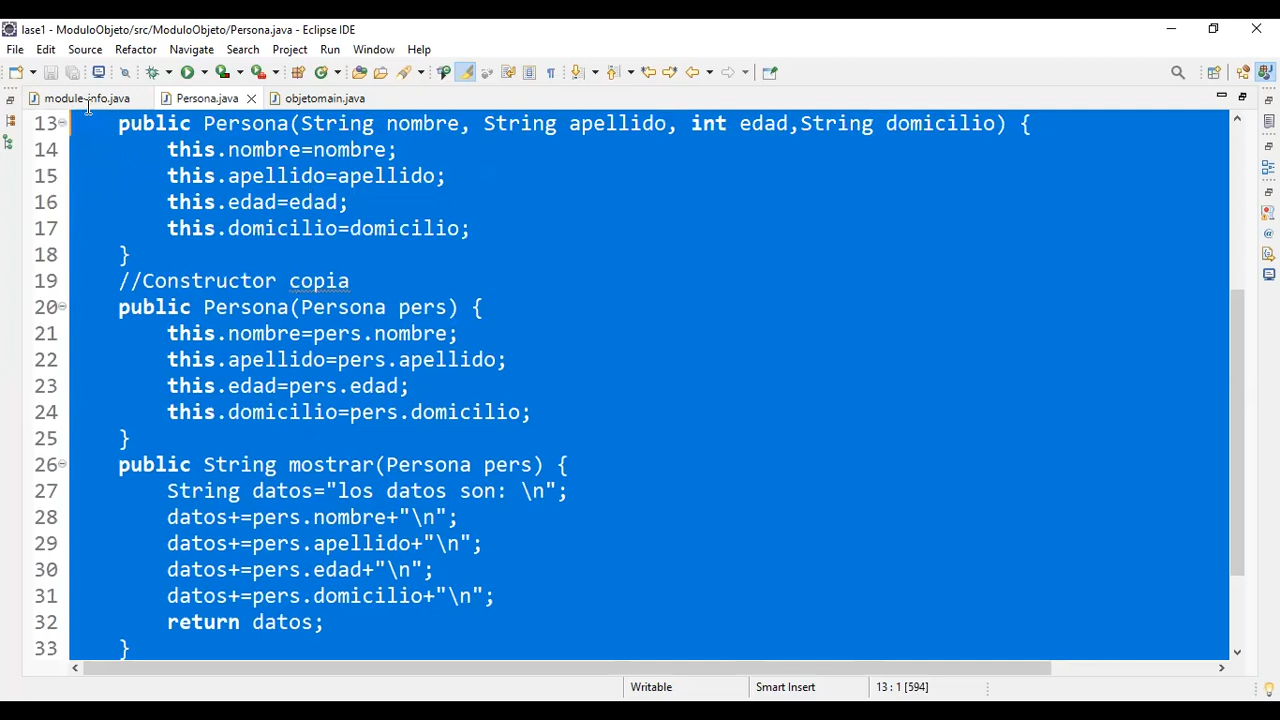 lase1 - ModuloObjeto/src/ModuloObjeto/Persona.java - Eclipse IDE
File Edit Source Refactor Navigate Search Project Run Window Help
module-info.java Persona.java objetomain.java
13 public Persona(String nombre, String apellido, int edad,String domicilio) {
14 this.nombre=nombre;
15 this.apellido=apellido;
16 this.edad=edad;
17 this.domicilio=domicilio;
18 }
19 //Constructor copia
20 public Persona(Persona pers) {
21 this.nombre=pers.nombre;
22 this.apellido=pers.apellido;
23 this.edad=pers.edad;
24 this.domicilio=pers.domicilio;
25 }
26 public String mostrar(Persona pers) {
27 String datos="los datos son: \n";
28 datos+=pers.nombre+"\n";
29 datos+=pers.apellido+"\n";
30 datos+=pers.edad+"\n";
31 datos+=pers.domicilio+"\n";
32 return datos;
33 }
Writable Smart Insert 13 : 1 [594]